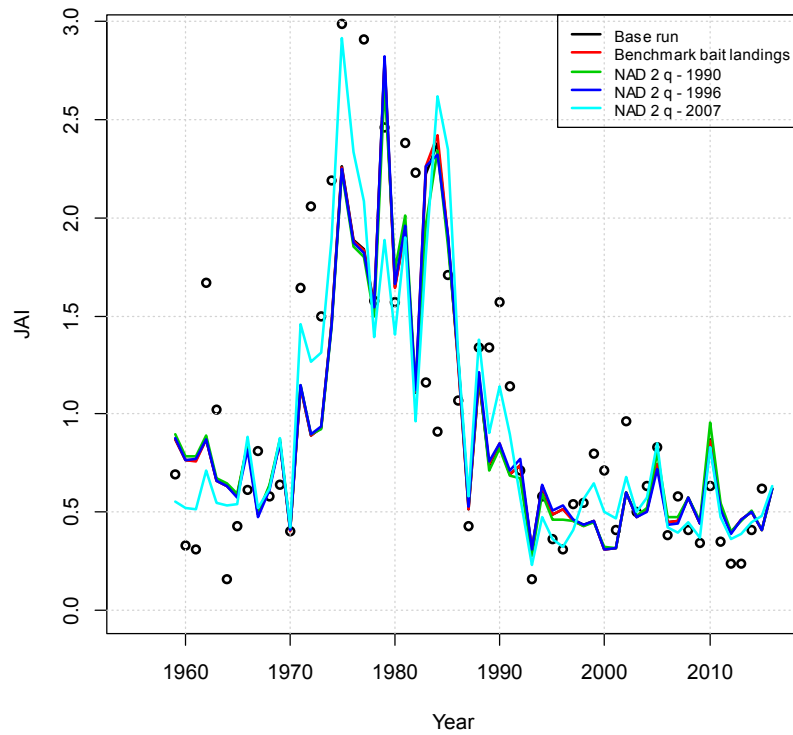 3.0
2.5
2.0
1.5
1.0
0.5
0.0
JAI
Base run
Benchmark bait landings
NAD 2 q - 1990
NAD 2 q - 1996
NAD 2 q - 2007
1960 1970 1980 1990 2000 2010
Year